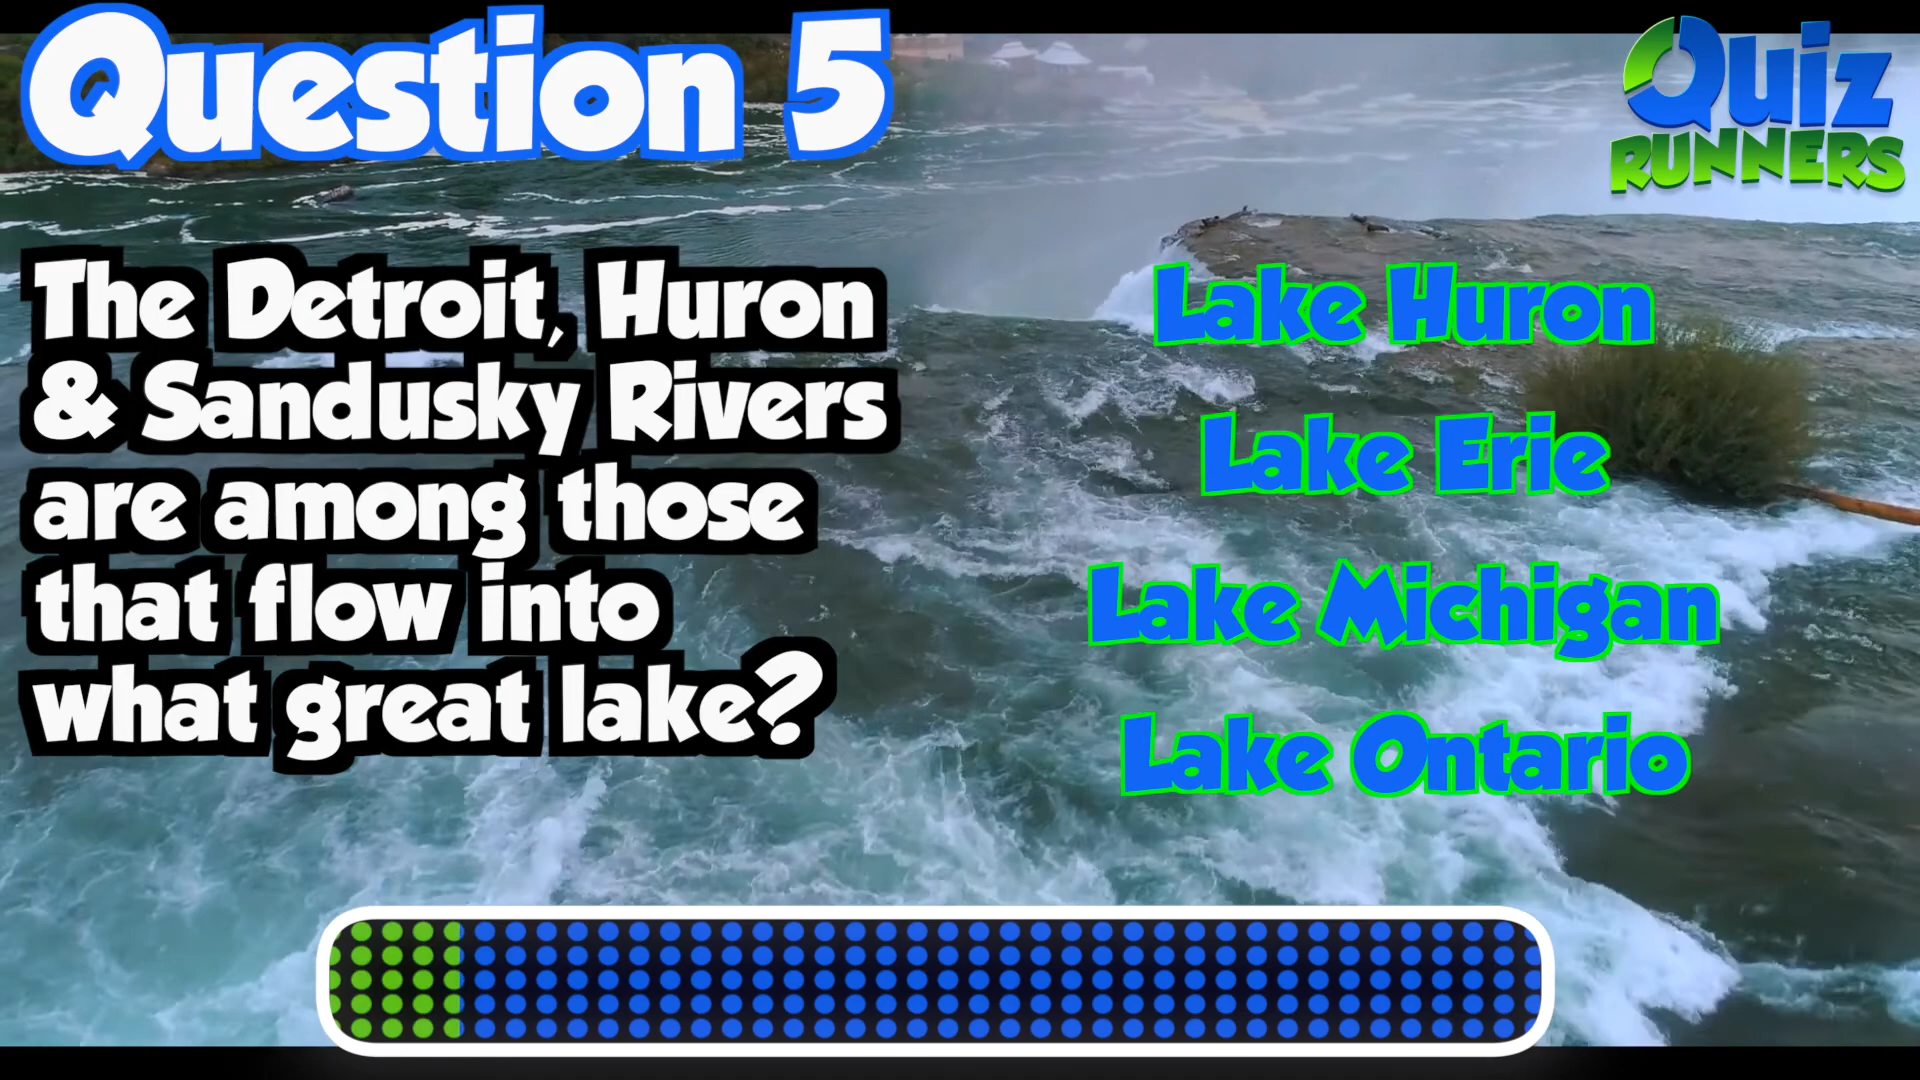 Question 5
Quiz
RUNNERS
The Detroit, Huron
& Sandusky Rivers
are among those
that flow into
what great lake?
Lake Huron
Lake Erie
Lake Michigan
Lake Ontario